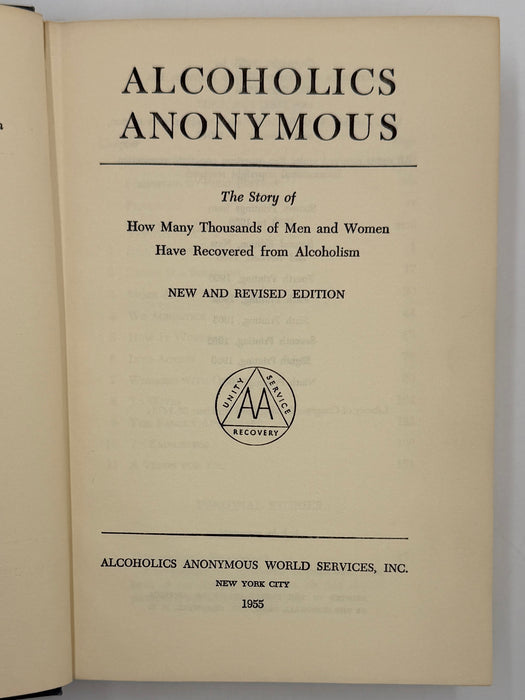 ALCOHOLICS
ANONYMOUS
The Story of
How Many Thousands of Men and Women
Have Recovered from Alcoholism
NEW AND REVISED EDITION
UNITY
SERVICE
AA
RECOVERY
ALCOHOLICS ANONYMOUS WORLD SERVICES, INC.
NEW YORK CITY
1955